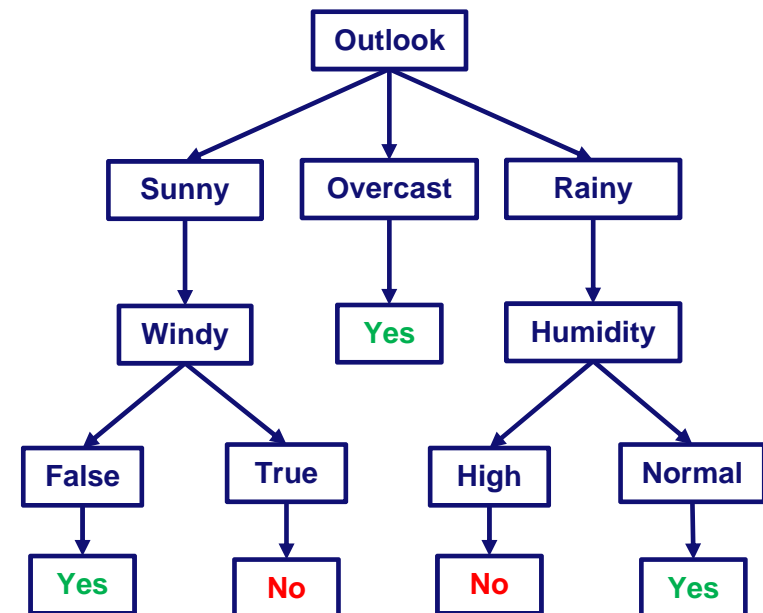 Outlook
Sunny
Overcast
Rainy
Windy
Yes
Humidity
False
True
High
Normal
Yes
No
No
Yes